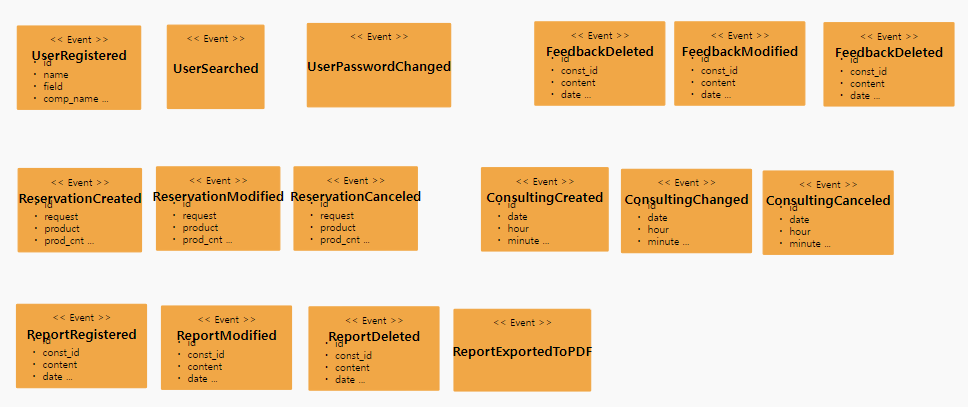 << Event >>
UserRegistered
· id
· name
· field
· comp_name ...
<< Event >>
UserSearched
<< Event >>
UserPasswordChanged
<< Event >>
FeedbackDeleted
· id
· const_id
· content
· date ...
<< Event >>
FeedbackModified
· id
· const_id
· content
· date ...
<< Event >>
FeedbackDeleted
· id
· const_id
· content
· date ...
<< Event >>
ReservationCreated
· id
· request
· product
· prod_cnt ...
<< Event >>
ReservationModified
· id
· request
· product
· prod_cnt ...
<< Event >>
ReservationCanceled
· id
· request
· product
· prod_cnt ...
<< Event >>
ConsultingCreated
· id
· date
· hour
· minute ...
<< Event >>
ConsultingChanged
· id
· date
· hour
· minute ...
<< Event >>
ConsultingCanceled
· id
· date
· hour
· minute ...
<< Event >>
ReportRegistered
· id
· const_id
· content
· date ...
<< Event >>
ReportModified
· id
· const_id
· content
· date ...
<< Event >>
ReportDeleted
· id
· const_id
· content
· date ...
<< Event >>
ReportExportedToPDF